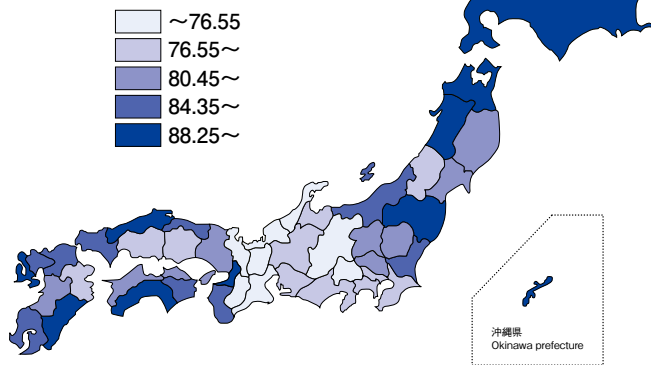 ～76.55
76.55～
80.45～
84.35～
88.25～
沖縄県
Okinawa prefecture